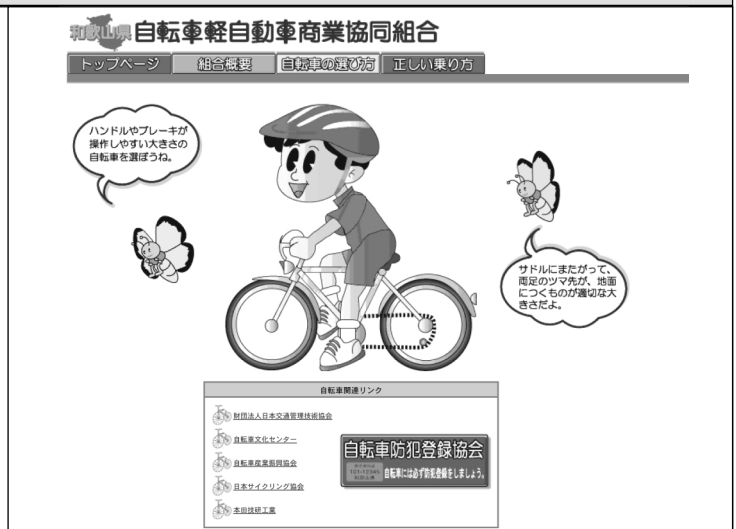 和歌山県自転車軽自動車商業協同組合
トップページ
組合概要
自転車の選び方
正しい乗り方
ハンドルやブレーキが
操作しやすい大きさの
自転車を選ぼうね。
サドルにまたがって、
両足のツマ先が、地面
につくものが適切な大
きさだよ。
自転車関連リンク
財団法人日本交通管理技術協会
自転車文化センター
自転車産業振興協会
日本サイクリング協会
本田技研工業
自転車防犯登録協会
自転車には必ず防犯登録をしましょう。